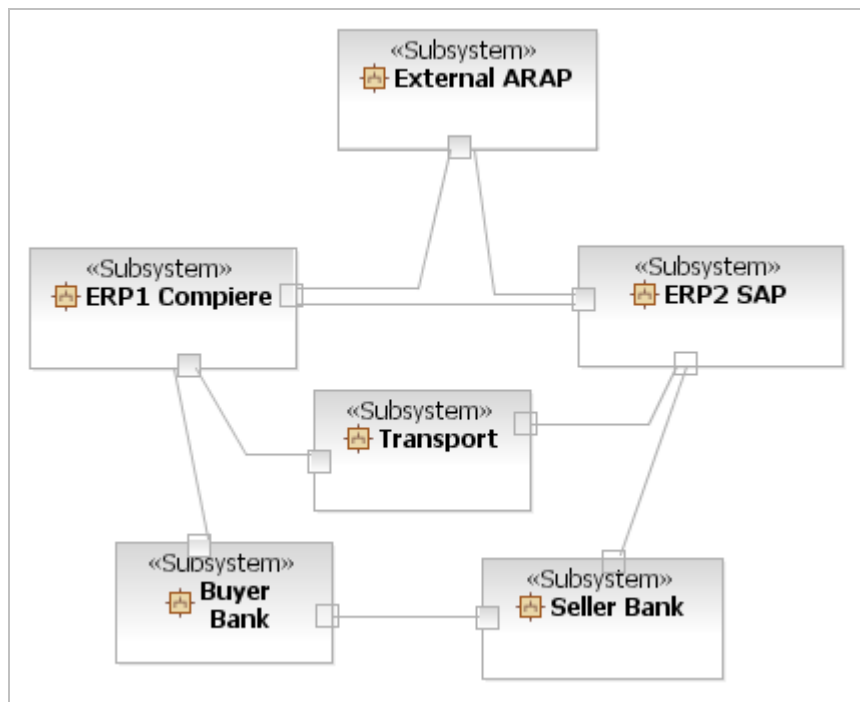 «Subsystem»
External ARAP
«Subsystem»
ERP1 Compiere
«Subsystem»
ERP2 SAP
«Subsystem»
Transport
«Subsystem»
Buyer
Bank
«Subsystem»
Seller Bank